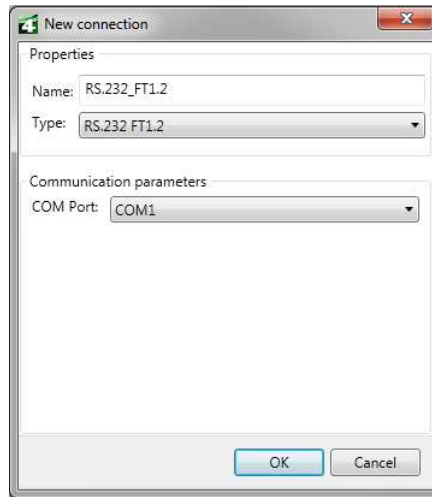 4 New connection
Properties
Name: RS.232_FT1.2
Type: RS.232 FT1.2
Communication parameters
COM Port: COM1
OK Cancel